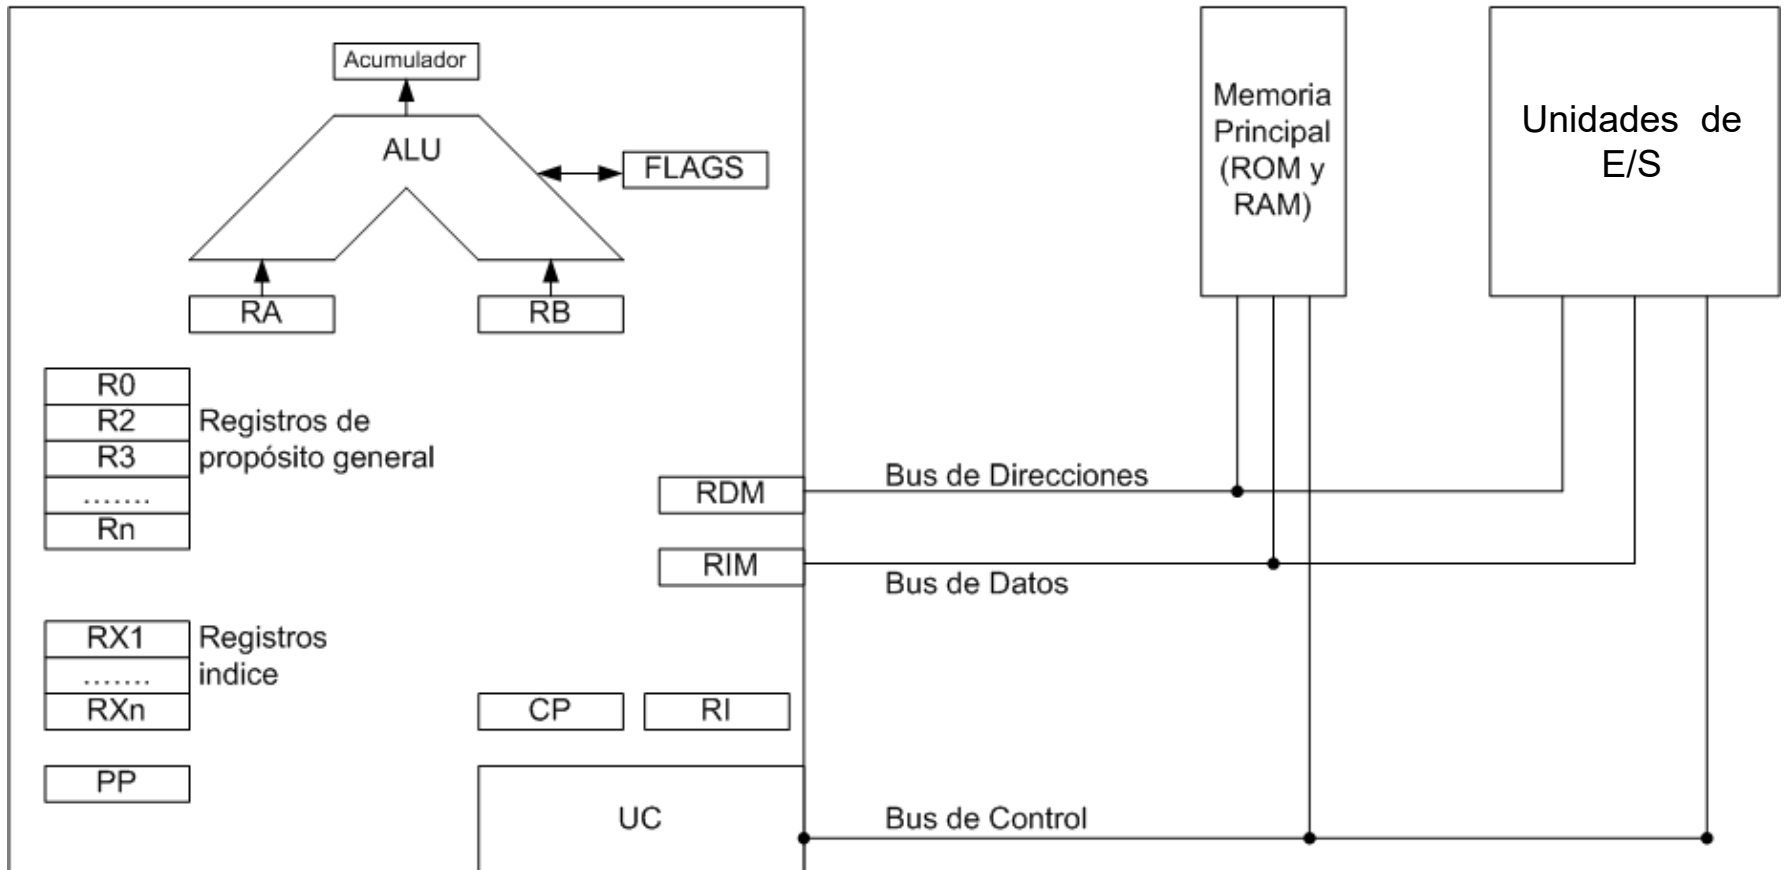 Acumulador
ALU
FLAGS
RA
RB
R0
R2
R3
.......
Rn
Registros de
propósito general
RX1
.......
RXn
Registros
indice
PP
CP
RI
UC
RDM
RIM
Bus de Direcciones
Bus de Datos
Bus de Control
Memoria
Principal
(ROM y
RAM)
Unidades de
E/S